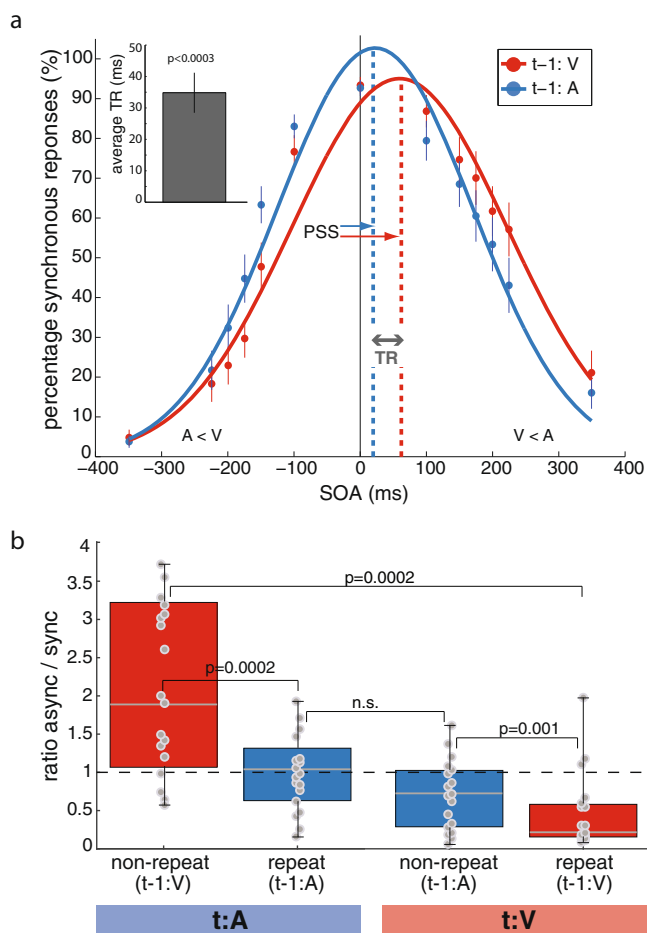 a
percentage synchronous reponses (%)
100
90
80
70
60
50
40
30
20
10
0
average TR (ms)
50
40
30
20
10
0
p<0.0003
t−1: V
t−1: A
PSS
TR
A < V
V < A
−400 −300 −200 −100 0 100 200 300 400
SOA (ms)
b
ratio async / sync
4
3.5
3
2.5
2
1.5
1
0.5
0
p=0.0002
p=0.0002
n.s.
p=0.001
non-repeat repeat non-repeat repeat
(t-1:V) (t-1:A) (t-1:A) (t-1:V)
t:A t:V